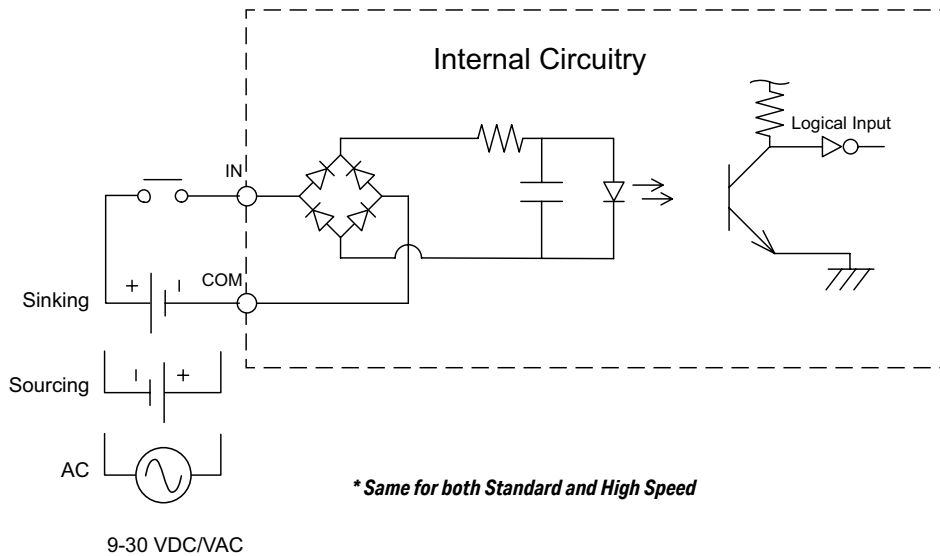 Internal Circuitry
Logical Input
IN
COM
+ –
Sinking
– +
Sourcing
AC
* Same for both Standard and High Speed
9-30 VDC/VAC